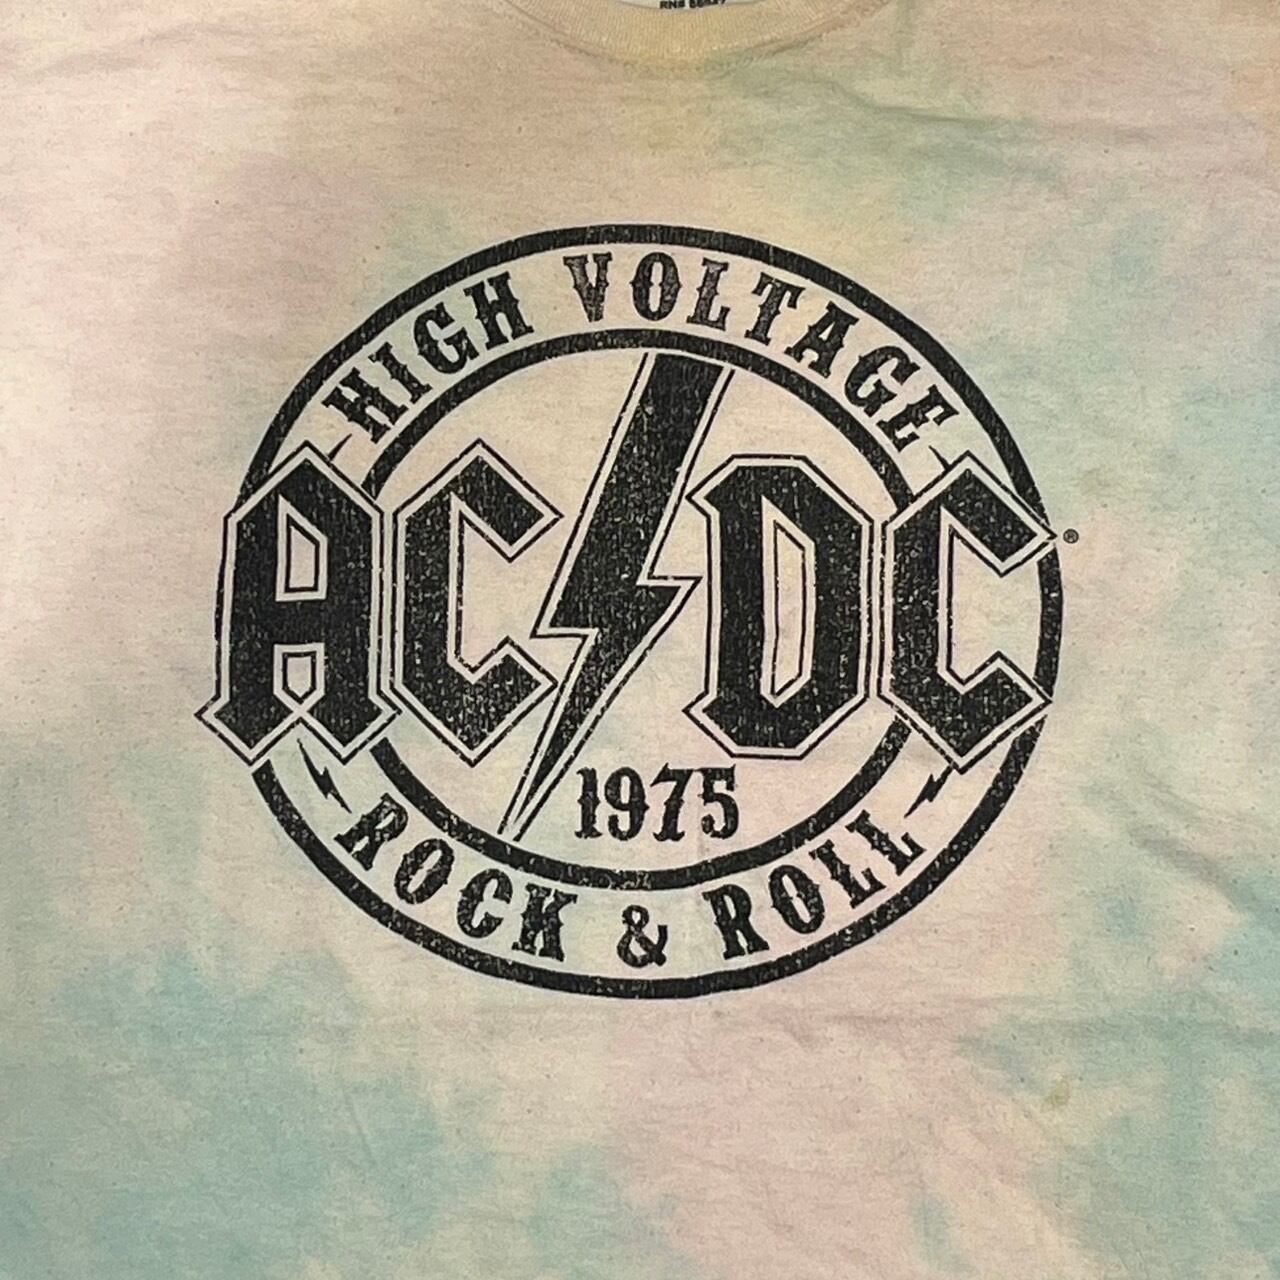 HIGH VOLTAGE
AC/DC®
1975
ROCK & ROLL